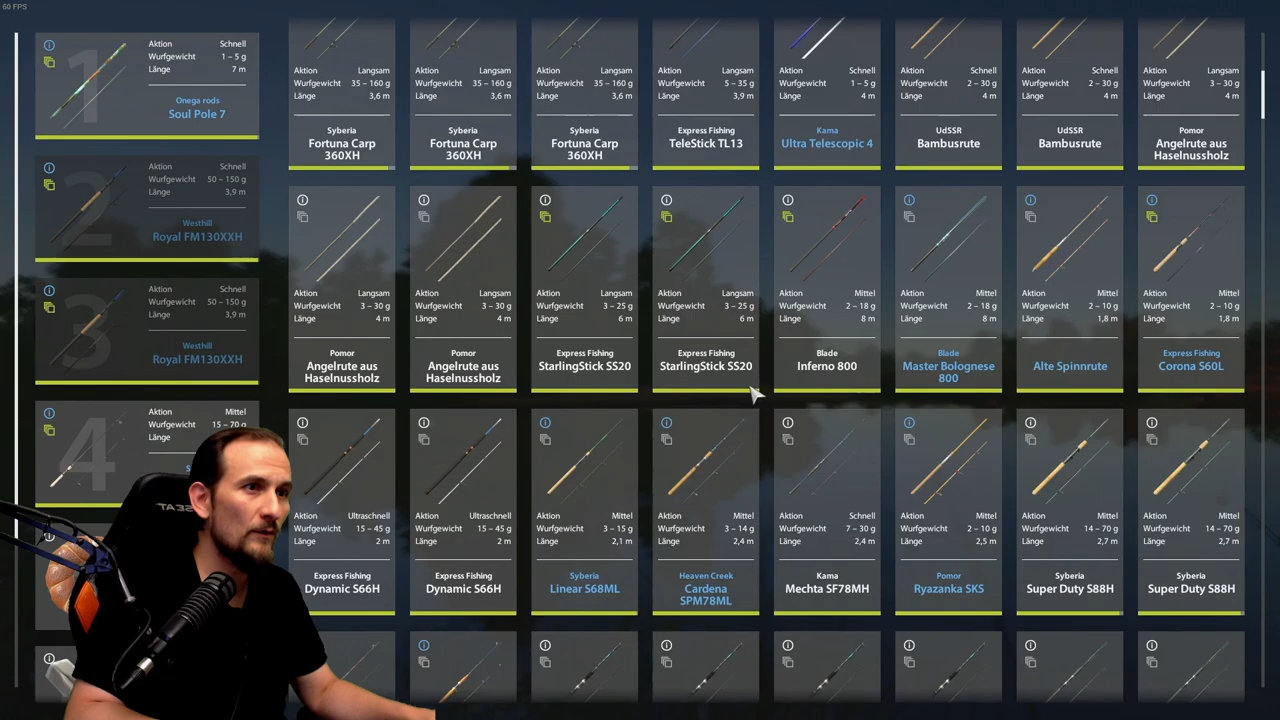 60 FPS
1
Aktion Schnell
Wurfgewicht 1 – 5 g
Länge 7 m
Onega rods
Soul Pole 7
2
Aktion Schnell
Wurfgewicht 50 – 150 g
Länge 3,9 m
Westhill
Royal FM130XXH
3
Aktion Schnell
Wurfgewicht 50 – 150 g
Länge 3,9 m
Westhill
Royal FM130XXH
4
Aktion Mittel
Wurfgewicht 15 – 70 g
Länge
Aktion Langsam
Wurfgewicht 35 – 160 g
Länge 3,6 m
Syberia
Fortuna Carp
360XH
Aktion Langsam
Wurfgewicht 35 – 160 g
Länge 3,6 m
Syberia
Fortuna Carp
360XH
Aktion Langsam
Wurfgewicht 35 – 160 g
Länge 3,6 m
Syberia
Fortuna Carp
360XH
Aktion Langsam
Wurfgewicht 5 – 35 g
Länge 3,9 m
Express Fishing
TeleStick TL13
Aktion Schnell
Wurfgewicht 1 – 5 g
Länge 4 m
Kama
Ultra Telescopic 4
Aktion Schnell
Wurfgewicht 2 – 30 g
Länge 4 m
UdSSR
Bambusrute
Aktion Schnell
Wurfgewicht 2 – 30 g
Länge 4 m
UdSSR
Bambusrute
Aktion Langsam
Wurfgewicht 3 – 30 g
Länge 4 m
Pomor
Angelrute aus
Haselnussholz
Aktion Langsam
Wurfgewicht 3 – 30 g
Länge 4 m
Pomor
Angelrute aus
Haselnussholz
Aktion Langsam
Wurfgewicht 3 – 30 g
Länge 4 m
Pomor
Angelrute aus
Haselnussholz
Aktion Langsam
Wurfgewicht 3 – 25 g
Länge 6 m
Express Fishing
StarlingStick SS20
Aktion Langsam
Wurfgewicht 3 – 25 g
Länge 6 m
Express Fishing
StarlingStick SS20
Aktion Mittel
Wurfgewicht 2 – 18 g
Länge 8 m
Blade
Inferno 800
Aktion Mittel
Wurfgewicht 2 – 18 g
Länge 8 m
Blade
Master Bolognese
800
Aktion Mittel
Wurfgewicht 2 – 10 g
Länge 1,8 m
Alte Spinnrute
Aktion Mittel
Wurfgewicht 2 – 10 g
Länge 1,8 m
Express Fishing
Corona S60L
Aktion Ultraschnell
Wurfgewicht 15 – 45 g
Länge 2 m
Express Fishing
Dynamic S66H
Aktion Ultraschnell
Wurfgewicht 15 – 45 g
Länge 2 m
Express Fishing
Dynamic S66H
Aktion Mittel
Wurfgewicht 3 – 15 g
Länge 2,1 m
Syberia
Linear S68ML
Aktion Mittel
Wurfgewicht 3 – 14 g
Länge 2,4 m
Heaven Creek
Cardena
SPM78ML
Aktion Schnell
Wurfgewicht 7 – 30 g
Länge 2,4 m
Kama
Mechta SF78MH
Aktion Mittel
Wurfgewicht 2 – 10 g
Länge 2,5 m
Pomor
Ryazanka SKS
Aktion Mittel
Wurfgewicht 14 – 70 g
Länge 2,7 m
Syberia
Super Duty S88H
Aktion Mittel
Wurfgewicht 14 – 70 g
Länge 2,7 m
Syberia
Super Duty S88H